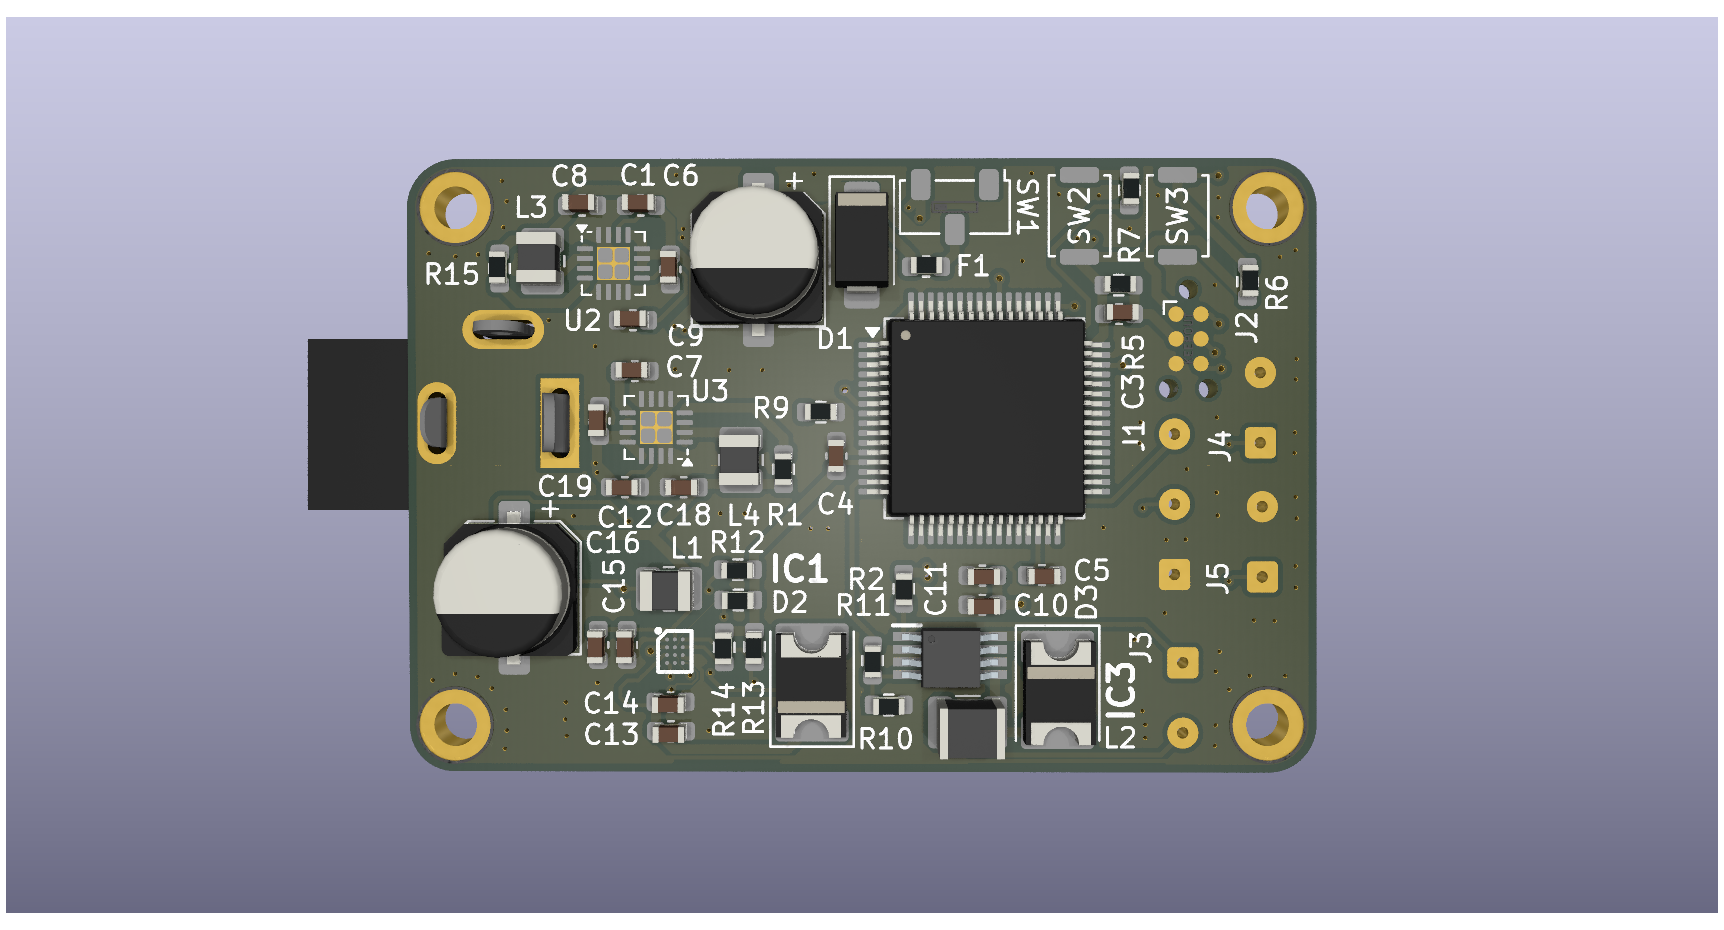 C8
C1
C6
+
L3
SW1
SW2
SW3
R7
R15
F1
R6
U2
C9
D1
J2
C7
R5
U3
C3
R9
J1
J4
C19
+
C4
C12
C18
L4
R1
C16
R12
L1
IC1
C15
D2
R2
R11
C11
C5
C10
D3
J5
J3
C14
C13
R14
R13
R10
IC3
L2